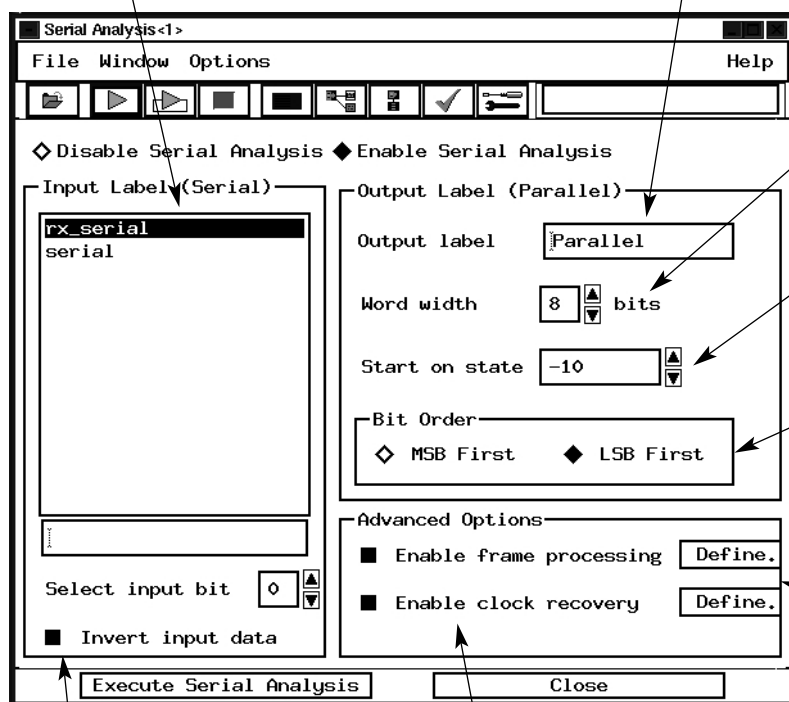 Serial Analysis<1>
File Window Options Help
Disable Serial Analysis Enable Serial Analysis
Input Label (Serial)
rx_serial
serial
Select input bit 0
Invert input data
Output Label (Parallel)
Output label Parallel
Word width 8 bits
Start on state -10
Bit Order
MSB First LSB First
Advanced Options
Enable frame processing Define.
Enable clock recovery Define.
Execute Serial Analysis Close